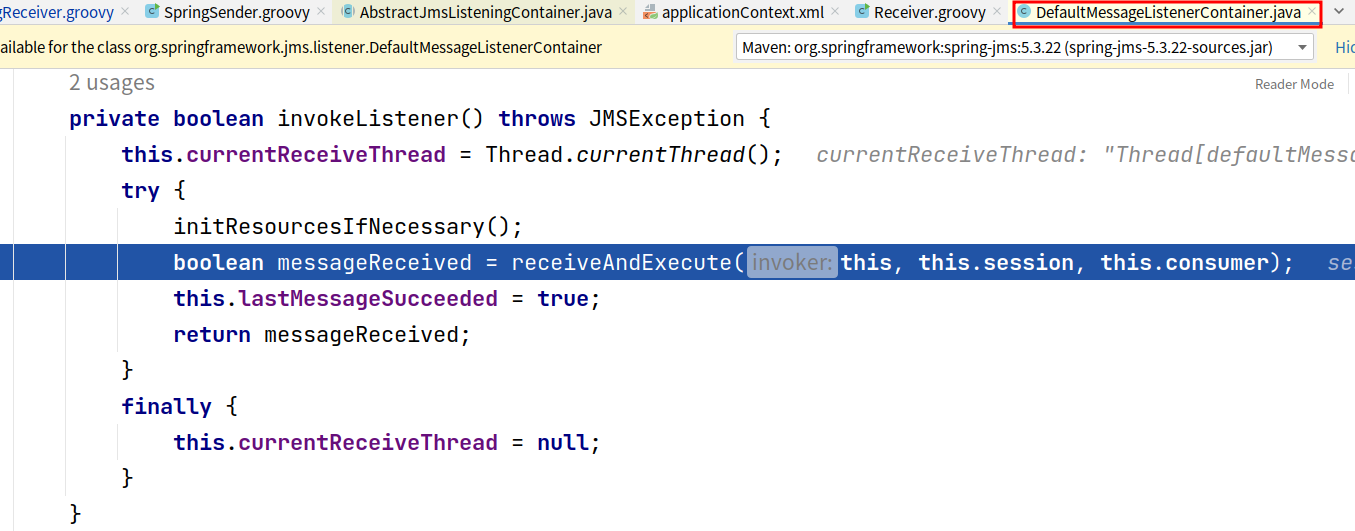 gReceiver.groovy SpringSender.groovy AbstractJmsListeningContainer.java applicationContext.xml Receiver.groovy DefaultMessageListenerContainer.java
ailable for the class org.springframework.jms.listener.DefaultMessageListenerContainer Maven: org.springframework:spring-jms:5.3.22 (spring-jms-5.3.22-sources.jar) Hid
2 usages Reader Mode
private boolean invokeListener() throws JMSException {
this.currentReceiveThread = Thread.currentThread(); currentReceiveThread: "Thread[defaultMessa
try {
initResourcesIfNecessary();
boolean messageReceived = receiveAndExecute( invoker: this, this.session, this.consumer); se
this.lastMessageSucceeded = true;
return messageReceived;
}
finally {
this.currentReceiveThread = null;
}
}